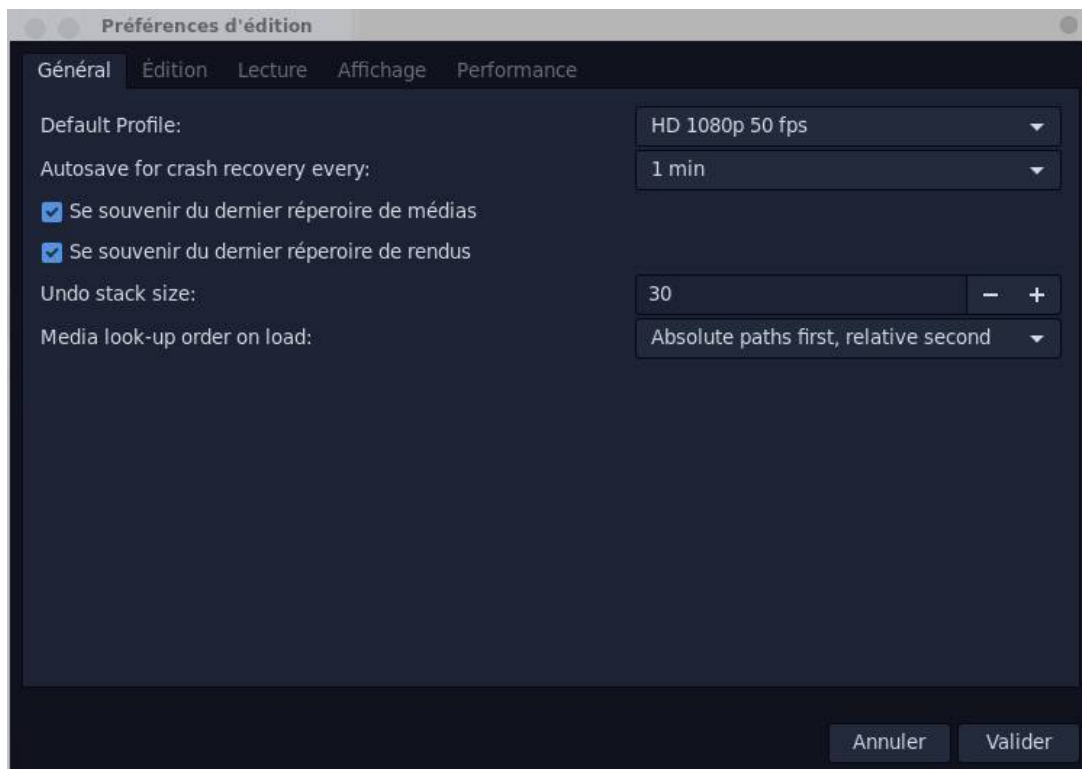 Préférences d'édition
Général Édition Lecture Affichage Performance
Default Profile: HD 1080p 50 fps
Autosave for crash recovery every: 1 min
Se souvenir du dernier réperoire de médias
Se souvenir du dernier réperoire de rendus
Undo stack size: 30 − +
Media look-up order on load: Absolute paths first, relative second
Annuler Valider